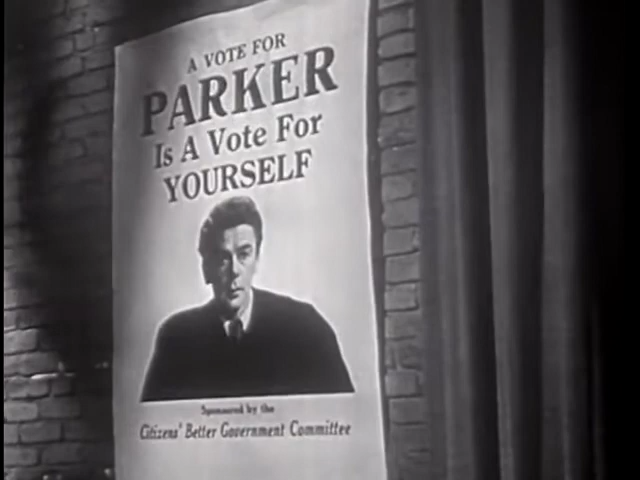 A VOTE FOR
PARKER
Is A Vote For
YOURSELF
Sponsored by the
Citizens' Better Government Committee